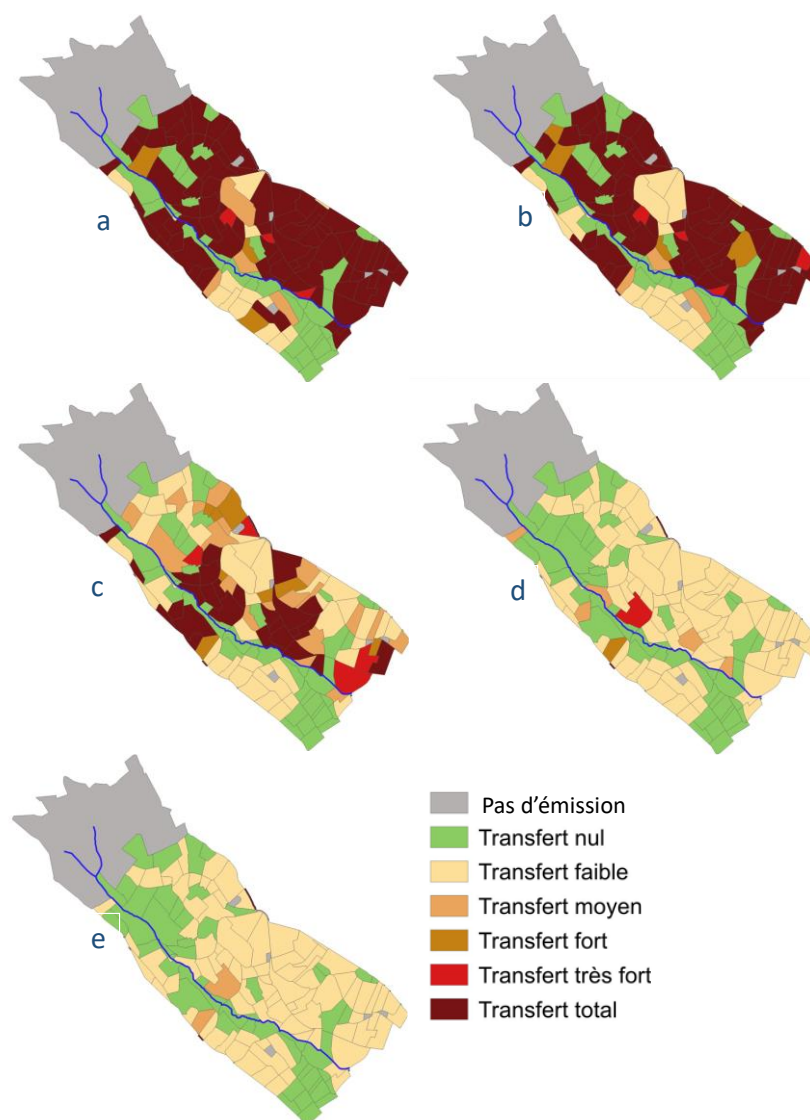 a
b
c
d
e
Pas d’émission
Transfert nul
Transfert faible
Transfert moyen
Transfert fort
Transfert très fort
Transfert total